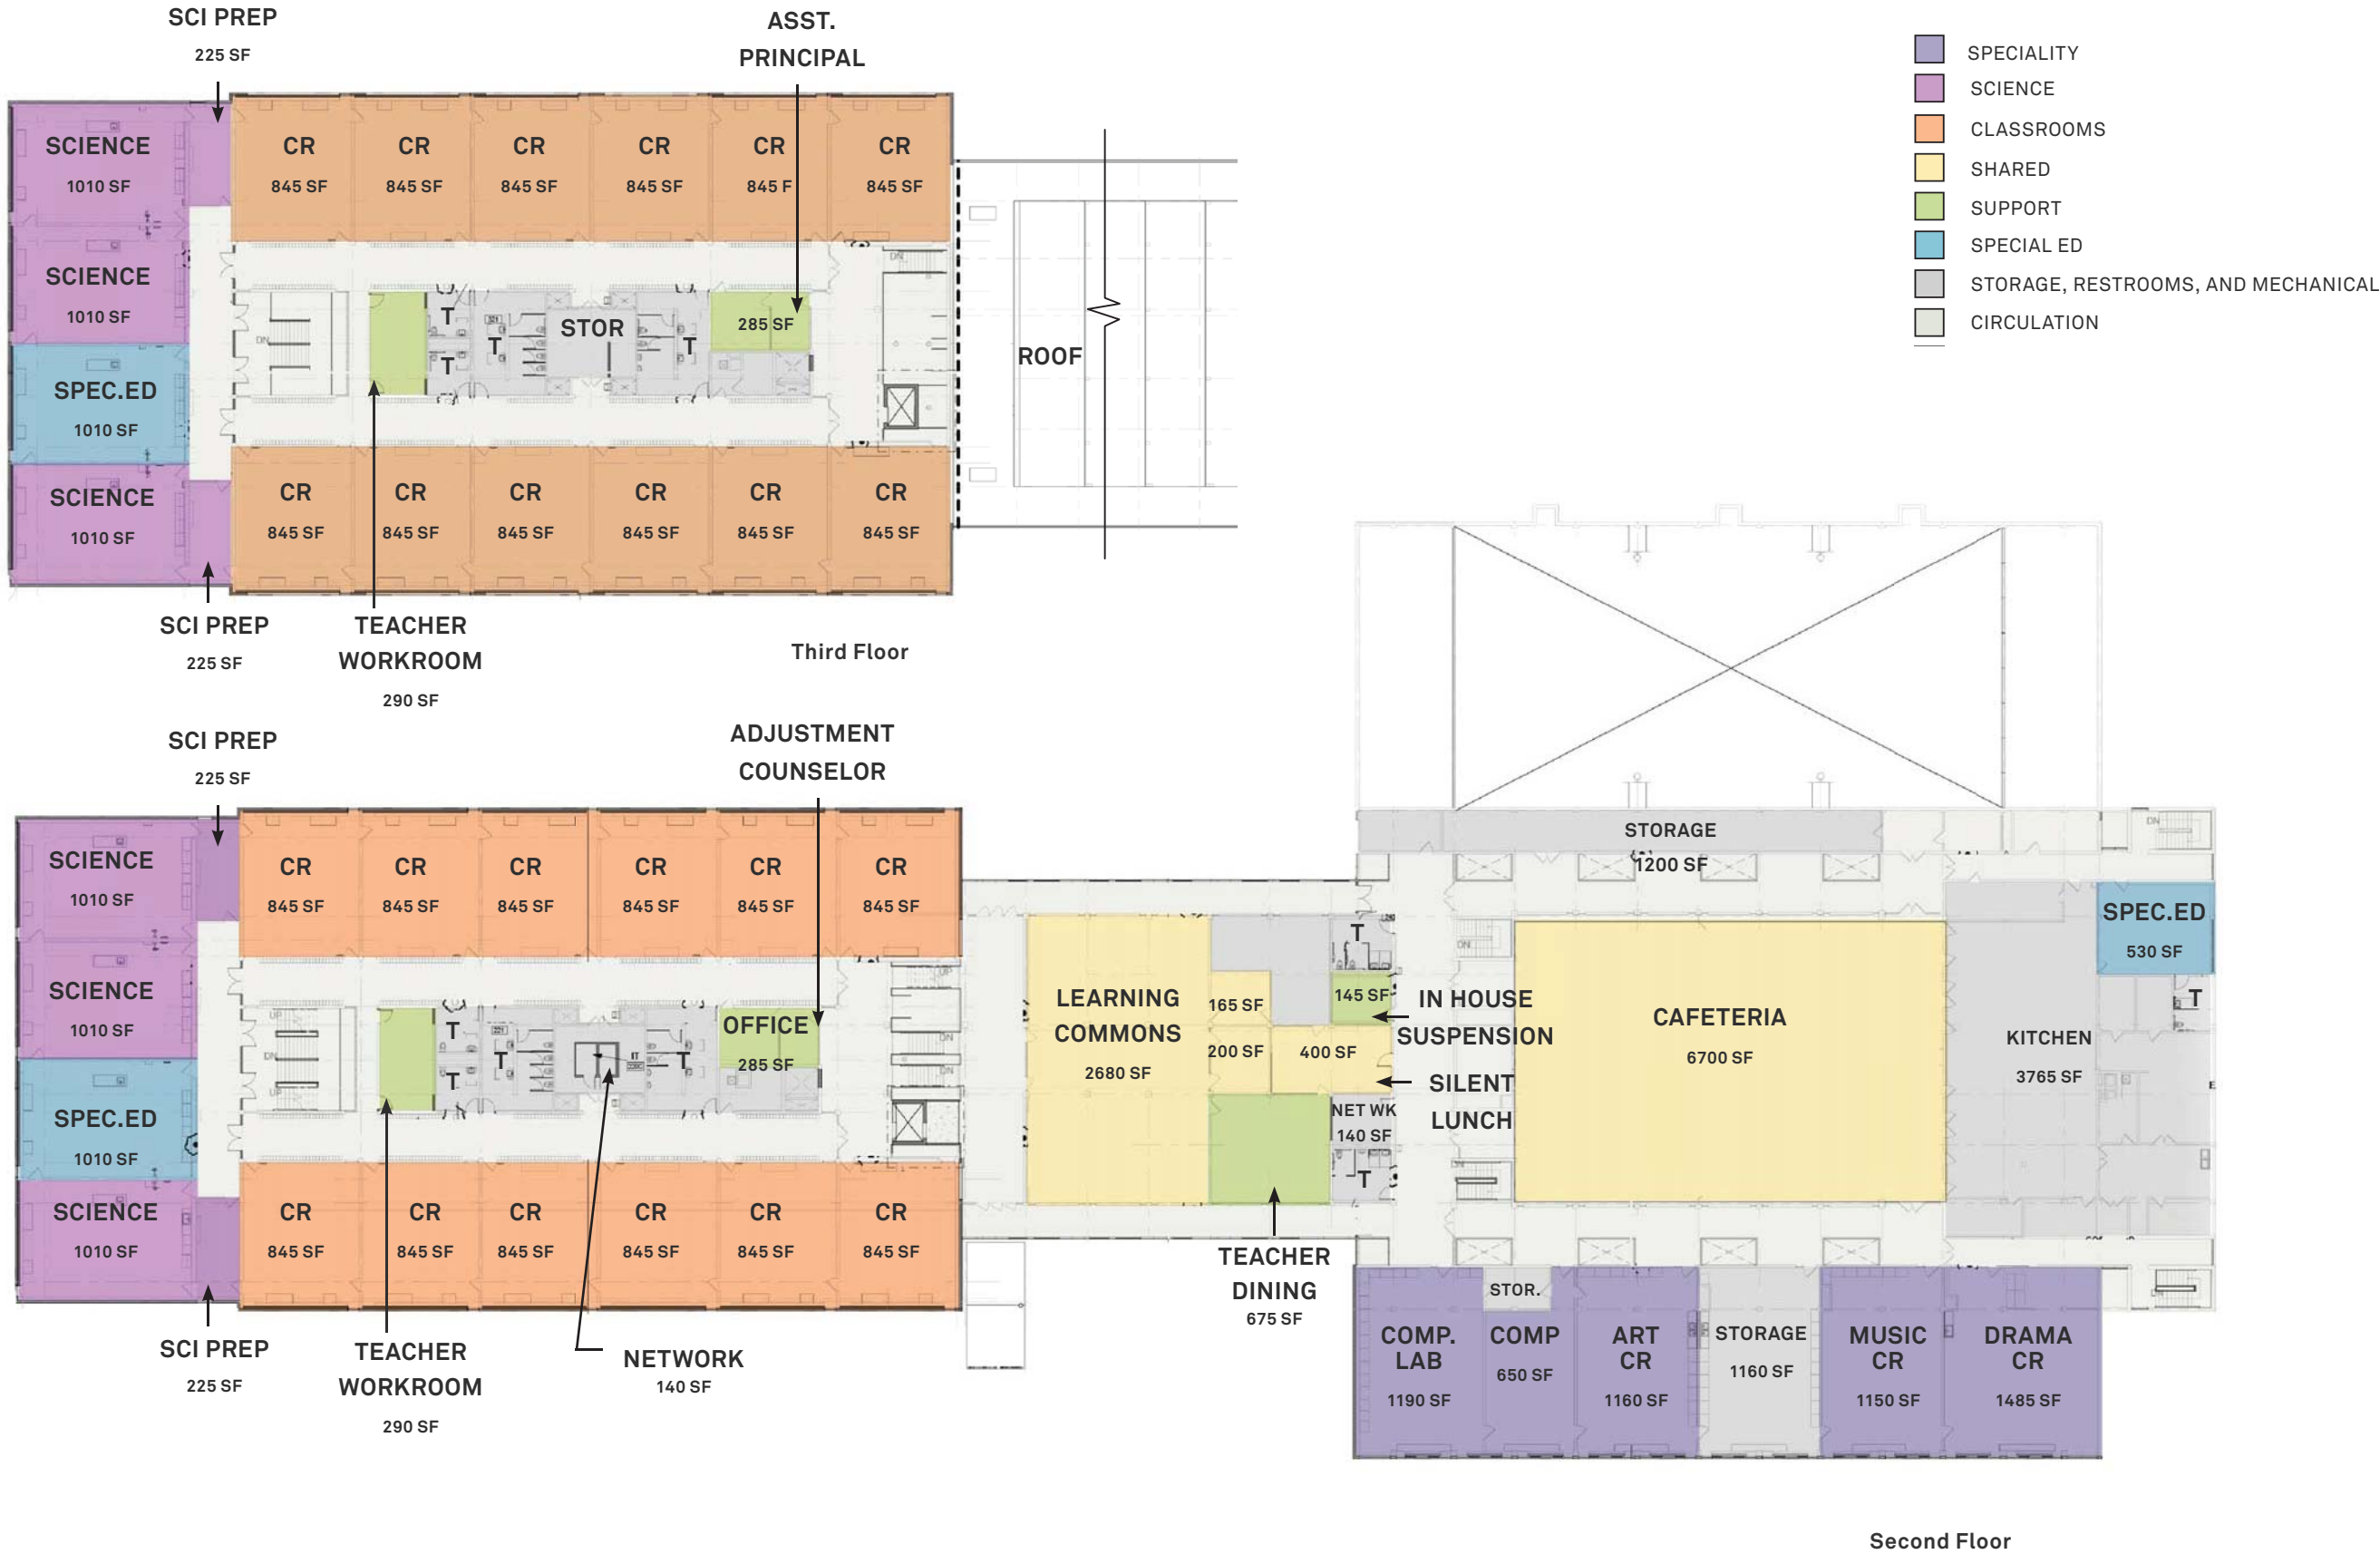 SCI PREP
225 SF
ASST.
PRINCIPAL
SPECIALITY
SCIENCE
CLASSROOMS
SHARED
SUPPORT
SPECIAL ED
STORAGE, RESTROOMS, AND MECHANICAL
CIRCULATION
SCIENCE
1010 SF
CR
845 SF
CR
845 SF
CR
845 SF
CR
845 SF
CR
845 F
CR
845 SF
SCIENCE
1010 SF
DN
DN
T
T
T
STOR
T
285 SF
ROOF
SPEC.ED
1010 SF
SCIENCE
1010 SF
CR
845 SF
CR
845 SF
CR
845 SF
CR
845 SF
CR
845 SF
CR
845 SF
SCI PREP
225 SF
TEACHER
WORKROOM
290 SF
Third Floor
SCI PREP
225 SF
ADJUSTMENT
COUNSELOR
SCIENCE
1010 SF
CR
845 SF
CR
845 SF
CR
845 SF
CR
845 SF
CR
845 SF
CR
845 SF
SCIENCE
1010 SF
UP
DN
UP
T
T
T
IT
T
OFFICE
285 SF
UP
DN
DN
SPEC.ED
1010 SF
SCIENCE
1010 SF
CR
845 SF
CR
845 SF
CR
845 SF
CR
845 SF
CR
845 SF
CR
845 SF
SCI PREP
225 SF
TEACHER
WORKROOM
290 SF
NETWORK
140 SF
LEARNING
COMMONS
2680 SF
165 SF
200 SF
400 SF
T
145 SF
IN HOUSE
SUSPENSION
SILENT
LUNCH
NET WK
140 SF
T
TEACHER
DINING
675 SF
STORAGE
1200 SF
DN
DN
CAFETERIA
6700 SF
KITCHEN
3765 SF
SPEC.ED
530 SF
T
COMP.
LAB
1190 SF
STOR.
COMP
650 SF
ART
CR
1160 SF
STORAGE
1160 SF
MUSIC
CR
1150 SF
DRAMA
CR
1485 SF
Second Floor